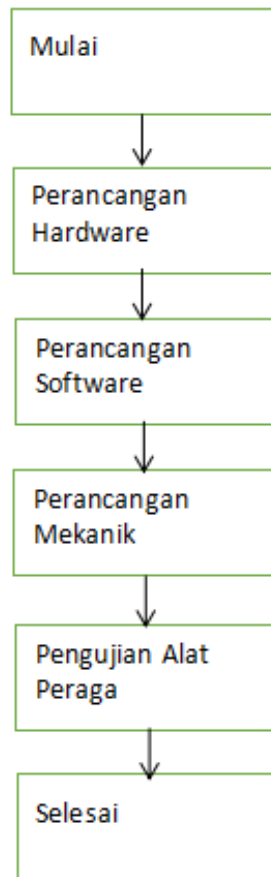 Mulai
Perancangan
Hardware
Perancangan
Software
Perancangan
Mekanik
Pengujian Alat
Peraga
Selesai